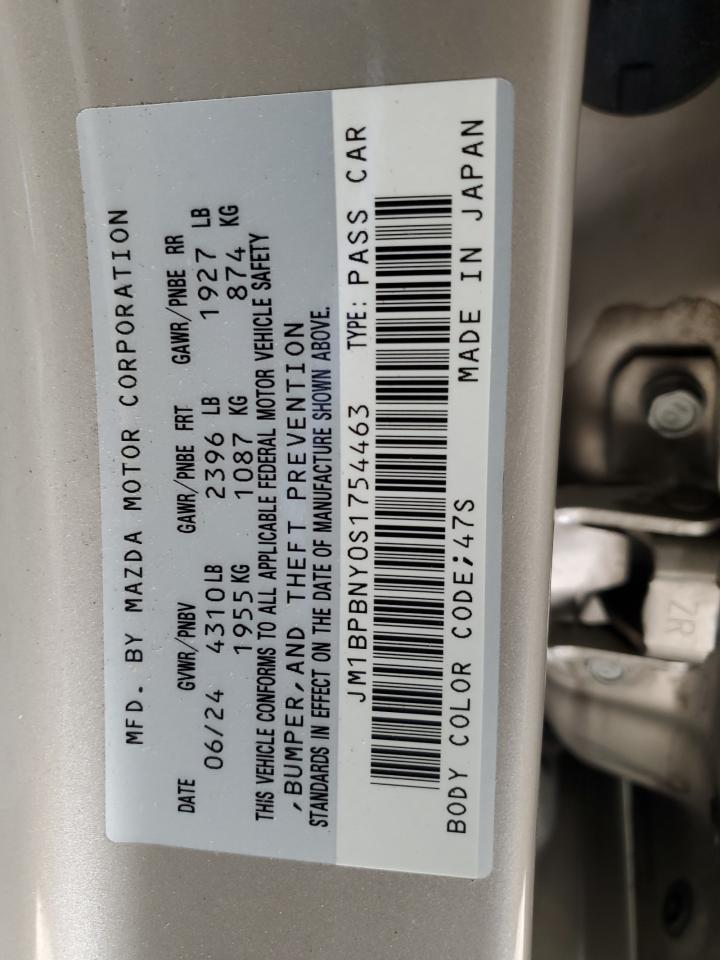 MFD. BY MAZDA MOTOR CORPORATION
DATE GVWR/PNBV GAWR/PNBE FRT GAWR/PNBE RR
06/24 4310LB 2396 LB 1927 LB
1955KG 1087 KG 874 KG
THIS VEHICLE CONFORMS TO ALL APPLICABLE FEDERAL MOTOR VEHICLE SAFETY
,BUMPER,AND THEFT PREVENTION
STANDARDS IN EFFECT ON THE DATE OF MANUFACTURE SHOWN ABOVE.
JM1BPBNY0S1754463 TYPE: PASS CAR
BODY COLOR CODE;47S MADE IN JAPAN
ZR